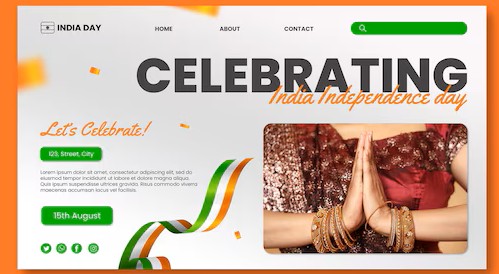 INDIA DAY
HOME
ABOUT
CONTACT
CELEBRATING
India Independence day
Let's Celebrate!
123, Street, City
Lorem ipsum dolor sit amet, consectetur adipiscing elit, sed do
eiusmod tempor incididunt ut labore et dolore magna aliqua.
Quis ipsum suspendisse ultrices gravida. Risus commodo viverra
maecenas accumsan lacus vel facilisis.
15th August